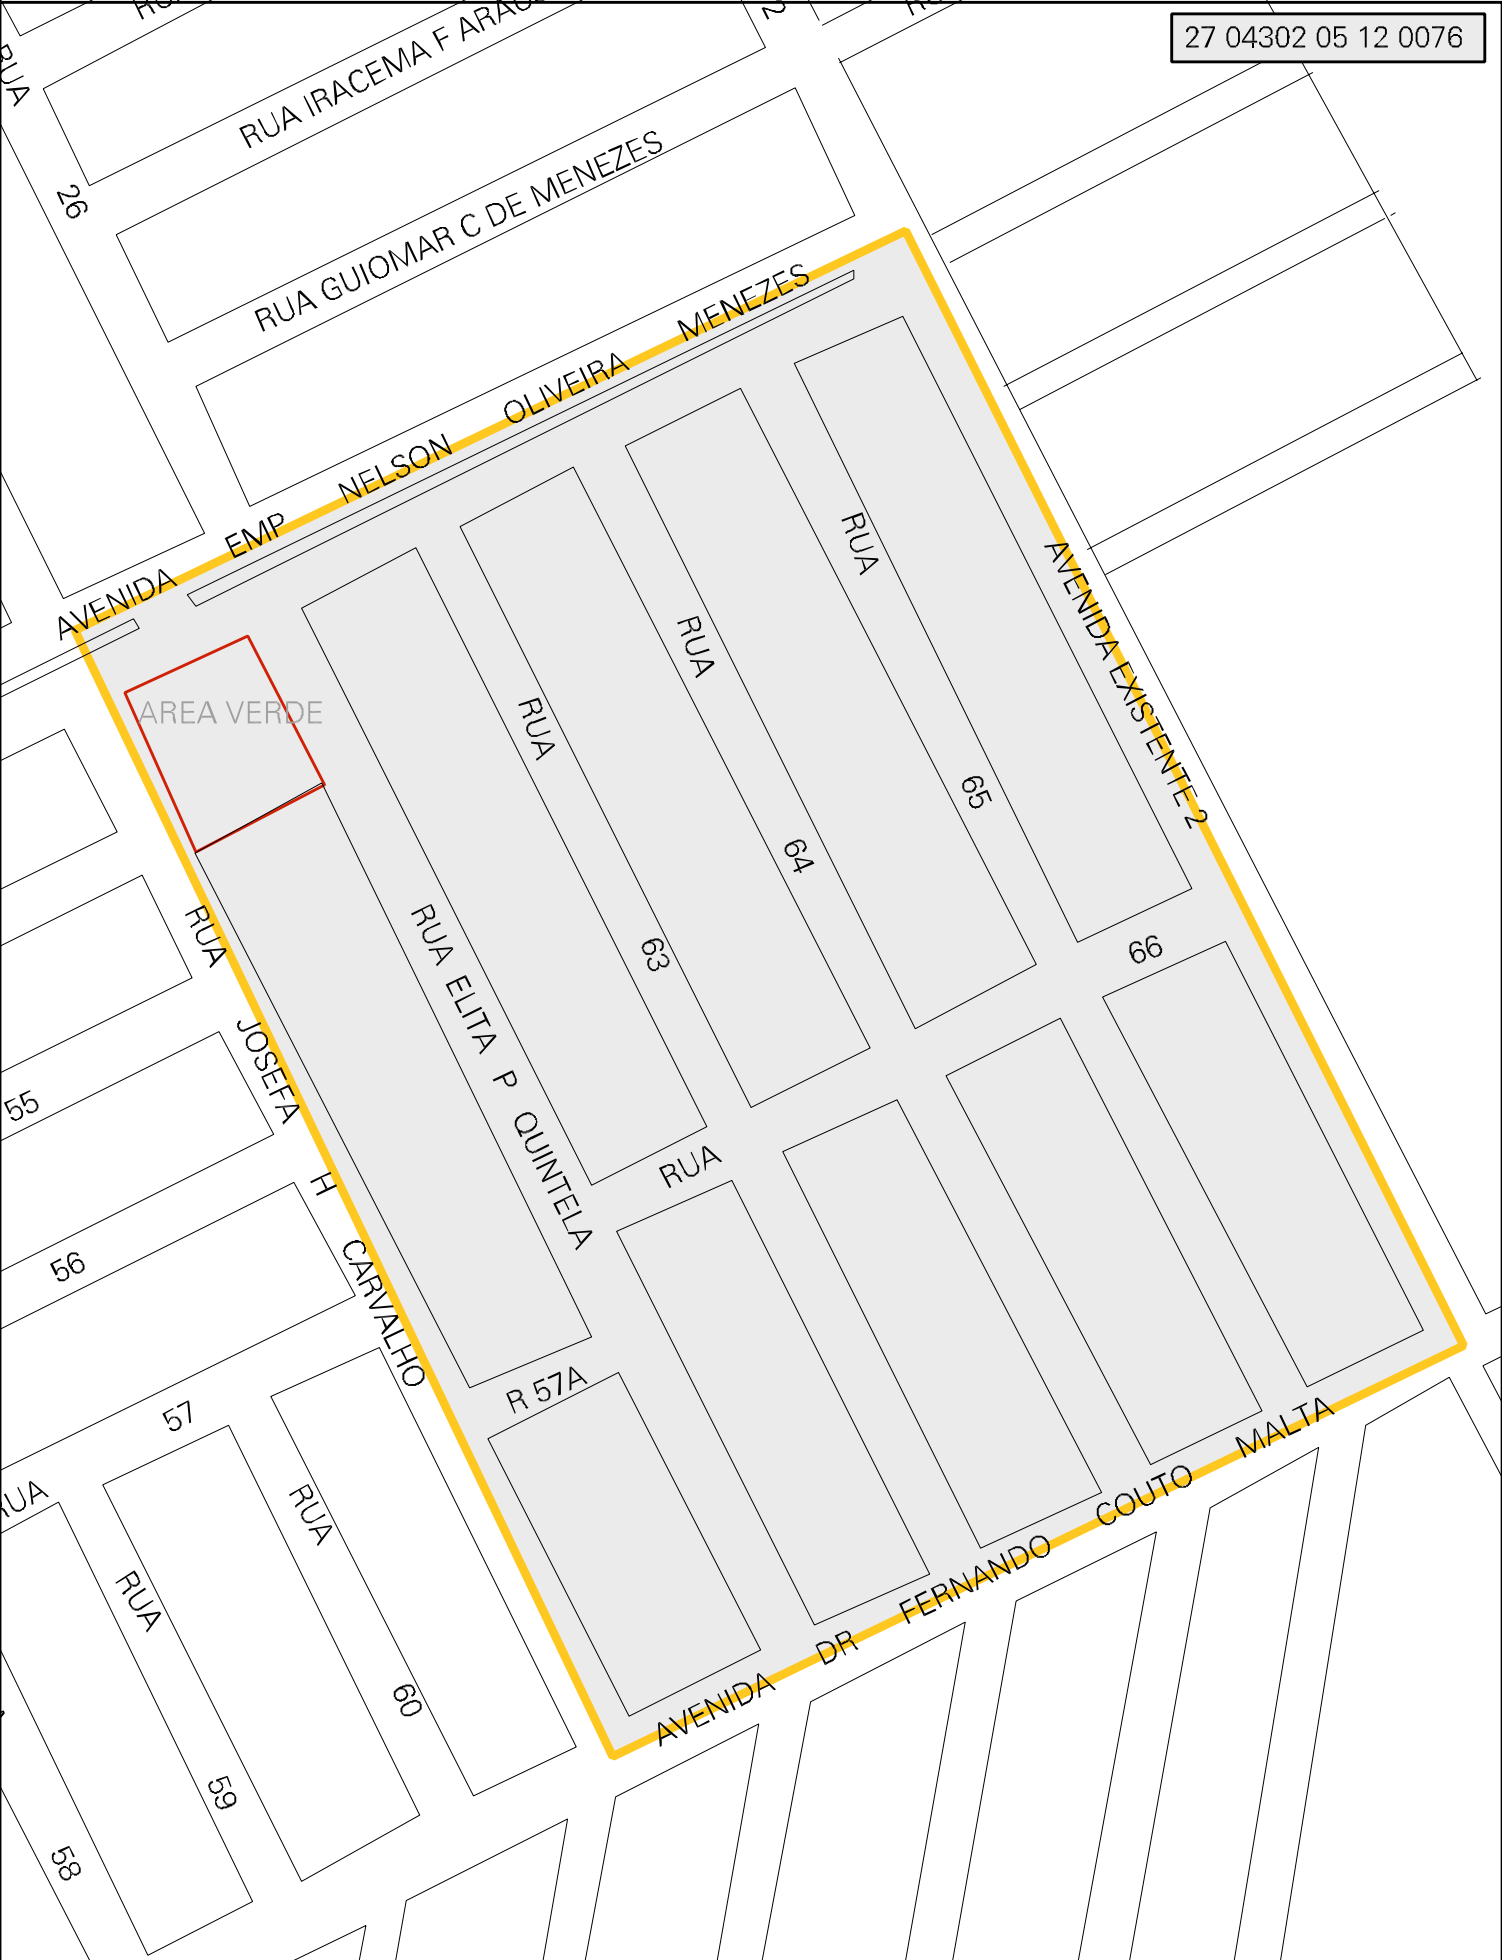 27 04302 05 12 0076
RUA IRACEMA F
2
RUA
26
RUA GUIOMAR C DE MENEZES
AVENIDA EMP NELSON OLIVEIRA MENEZES
AREA VERDE
AVENIDA EXISTENTE 2
RUA 65
RUA 64
RUA 63
RUA ELITA P QUINTELA
RUA JOSEFA H CARVALHO
RUA 66
55
56
R 57A
RUA 57
RUA 60
RUA 59
58
AVENIDA DR FERNANDO COUTO MALTA